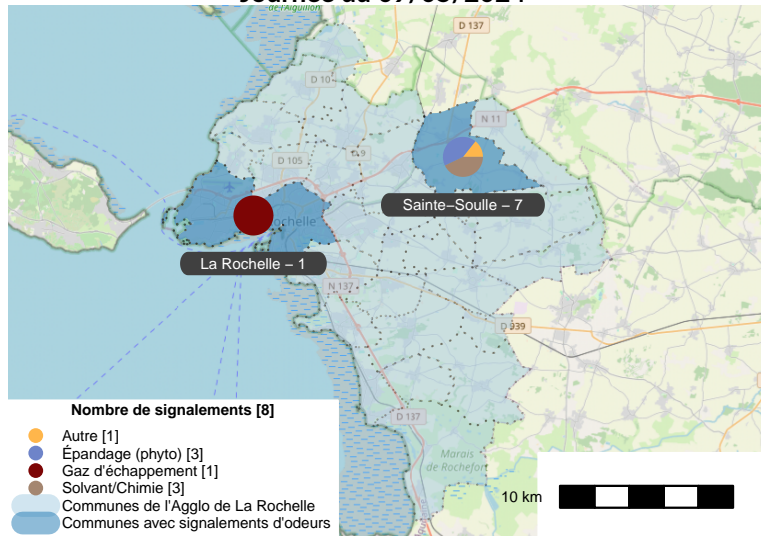 de l'Aiguillon
D 137
D 10
N 11
D 9
D 105
Sainte−Soulle − 7
La Rochelle − 1
N 137
D 939
D 137
Marais
de Rochefort
Nombre de signalements [8]
Autre [1]
Épandage (phyto) [3]
Gaz d'échappement [1]
Solvant/Chimie [3]
Communes de l'Agglo de La Rochelle
Communes avec signalements d'odeurs
10 km